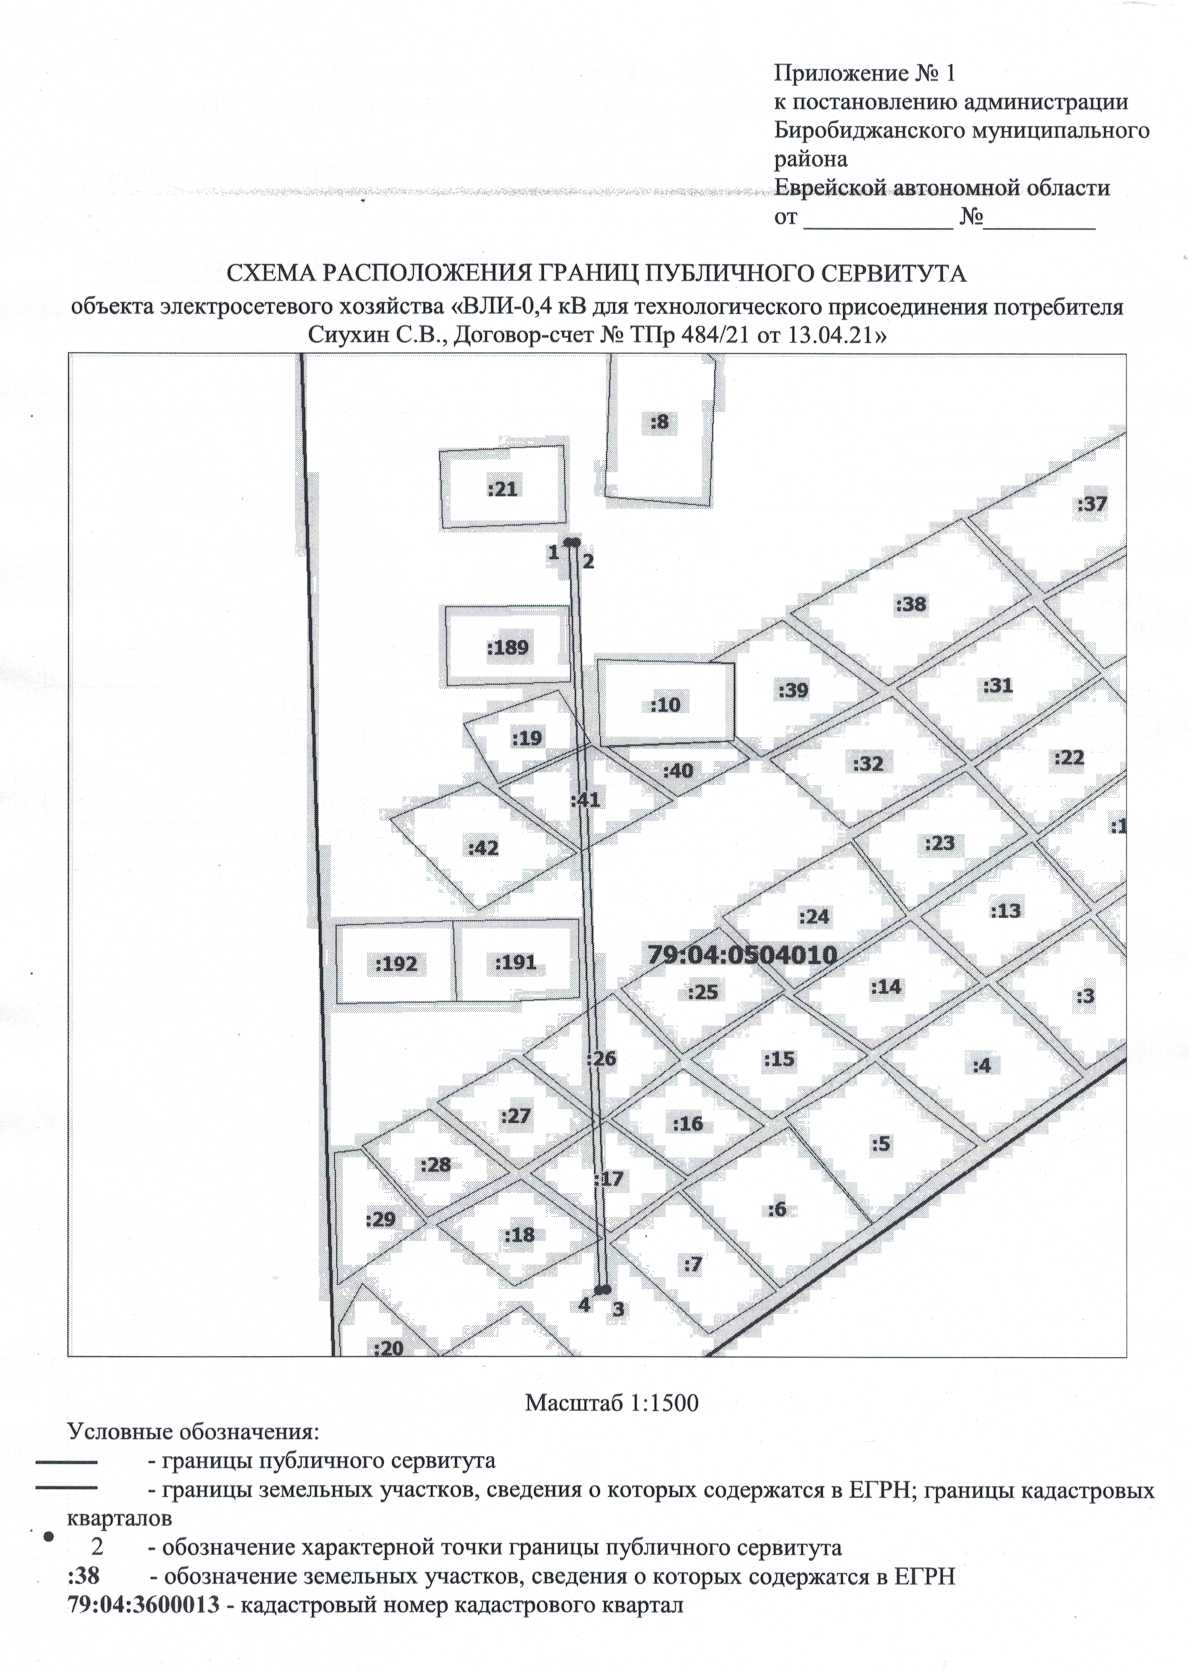 Приложение № 1
к постановлению администрации
Биробиджанского муниципального
района
Еврейской автономной области
от ____________ №_________
СХЕМА РАСПОЛОЖЕНИЯ ГРАНИЦ ПУБЛИЧНОГО СЕРВИТУТА
объекта электросетевого хозяйства «ВЛИ-0,4 кВ для технологического присоединения потребителя
Сиухин С.В., Договор-счет № ТПр 484/21 от 13.04.21»
:8
:21
:37
1
2
:38
:189
:31
:39
:10
:19
:22
:32
:40
:41
:1
:23
:42
:13
:24
79:04:0504010
:192
:191
:14
:25
:3
:26
:15
:4
:27
:16
:5
:28
:17
:6
:29
:18
:7
4
3
:20
Масштаб 1:1500
Условные обозначения:
- границы публичного сервитута
- границы земельных участков, сведения о которых содержатся в ЕГРН; границы кадастровых
кварталов
2 - обозначение характерной точки границы публичного сервитута
:38 - обозначение земельных участков, сведения о которых содержатся в ЕГРН
79:04:3600013 - кадастровый номер кадастрового квартал